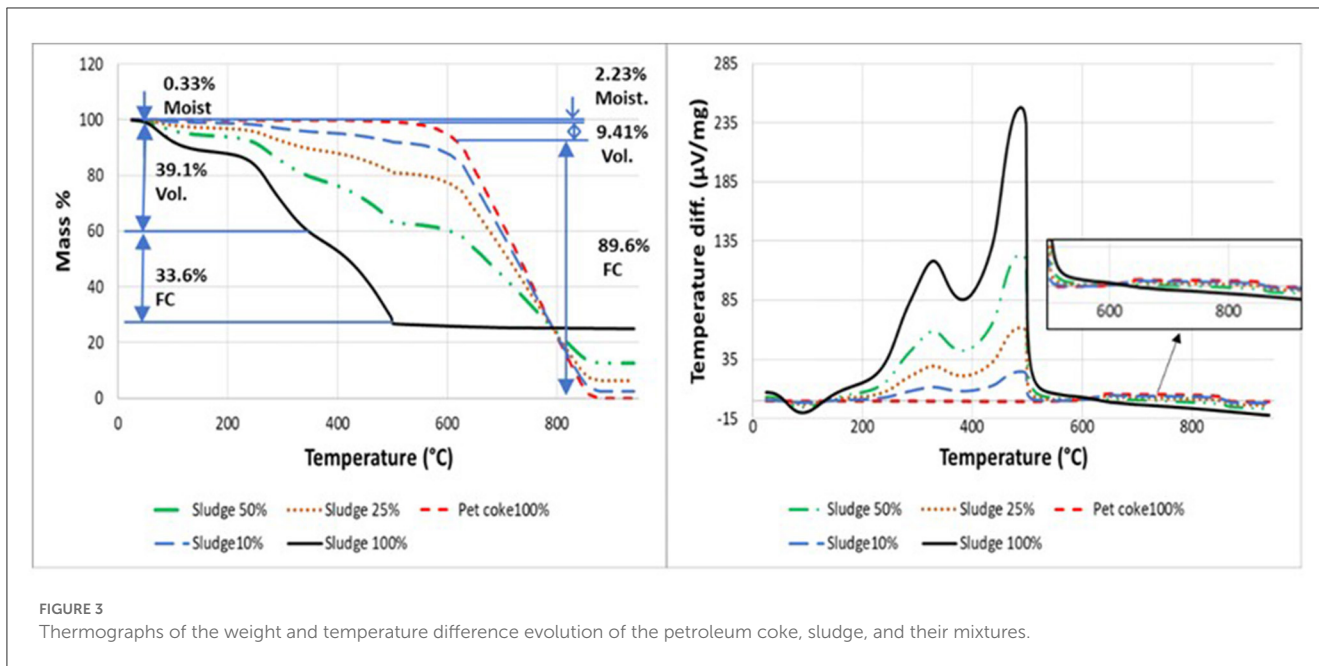 120
100
80
60
40
20
0
Mass %
0.33%
Moist
39.1%
Vol.
33.6%
FC
2.23%
Moist.
9.41%
Vol.
89.6%
FC
0 200 400 600 800
Temperature (°C)
Sludge 50% Sludge 25% Pet coke100%
Sludge10% Sludge 100%
285
235
185
135
85
35
-15
Temperature diff. (µV/mg)
600 800
0 200 400 600 800
Temperature (°C)
Sludge 50% Sludge 25% Pet coke100%
Sludge10% Sludge 100%
FIGURE 3
Thermographs of the weight and temperature difference evolution of the petroleum coke, sludge, and their mixtures.